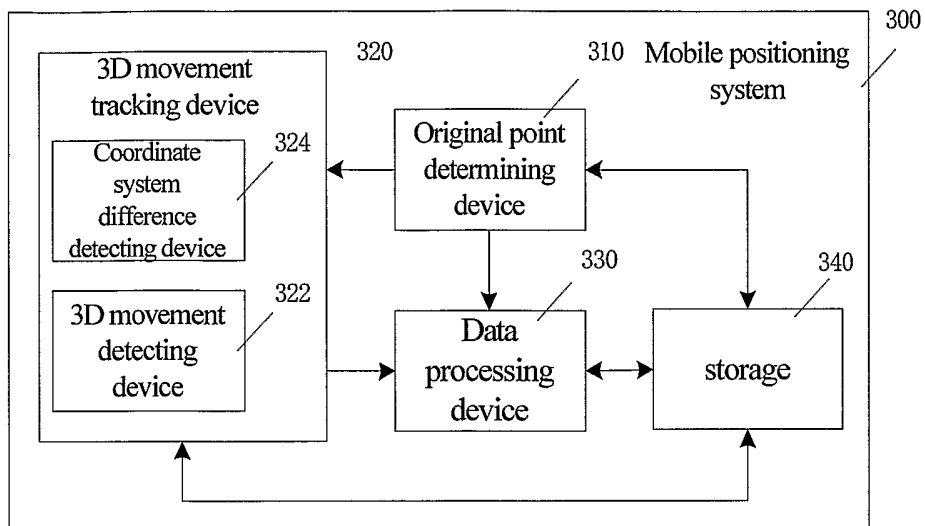 300
Mobile positioning
system
320
3D movement
tracking device
310
Original point
determining
device
324
Coordinate
system
difference
detecting device
322
3D movement
detecting
device
330
Data
processing
device
340
storage